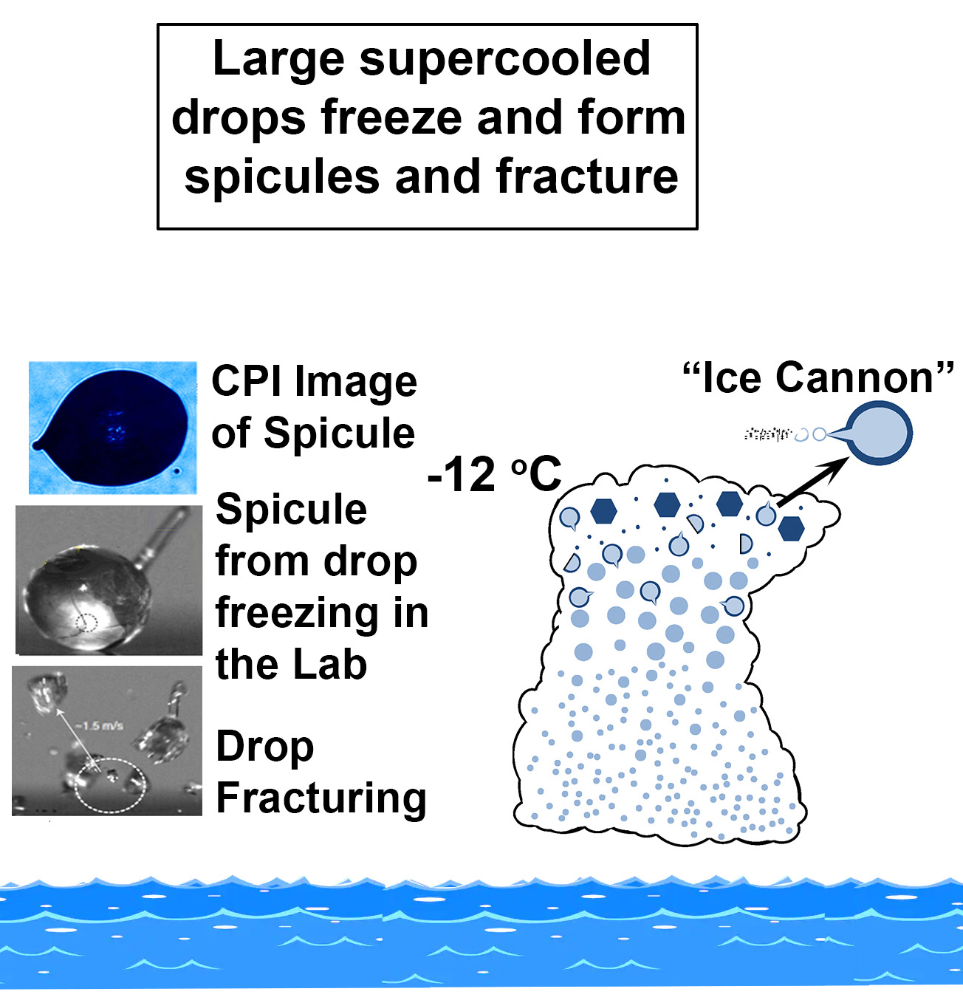 Large supercooled
drops freeze and form
spicules and fracture
CPI Image
of Spicule
Spicule
from drop
freezing in
the Lab
~1.5 m/s
Drop
Fracturing
-12 ºC
“Ice Cannon”